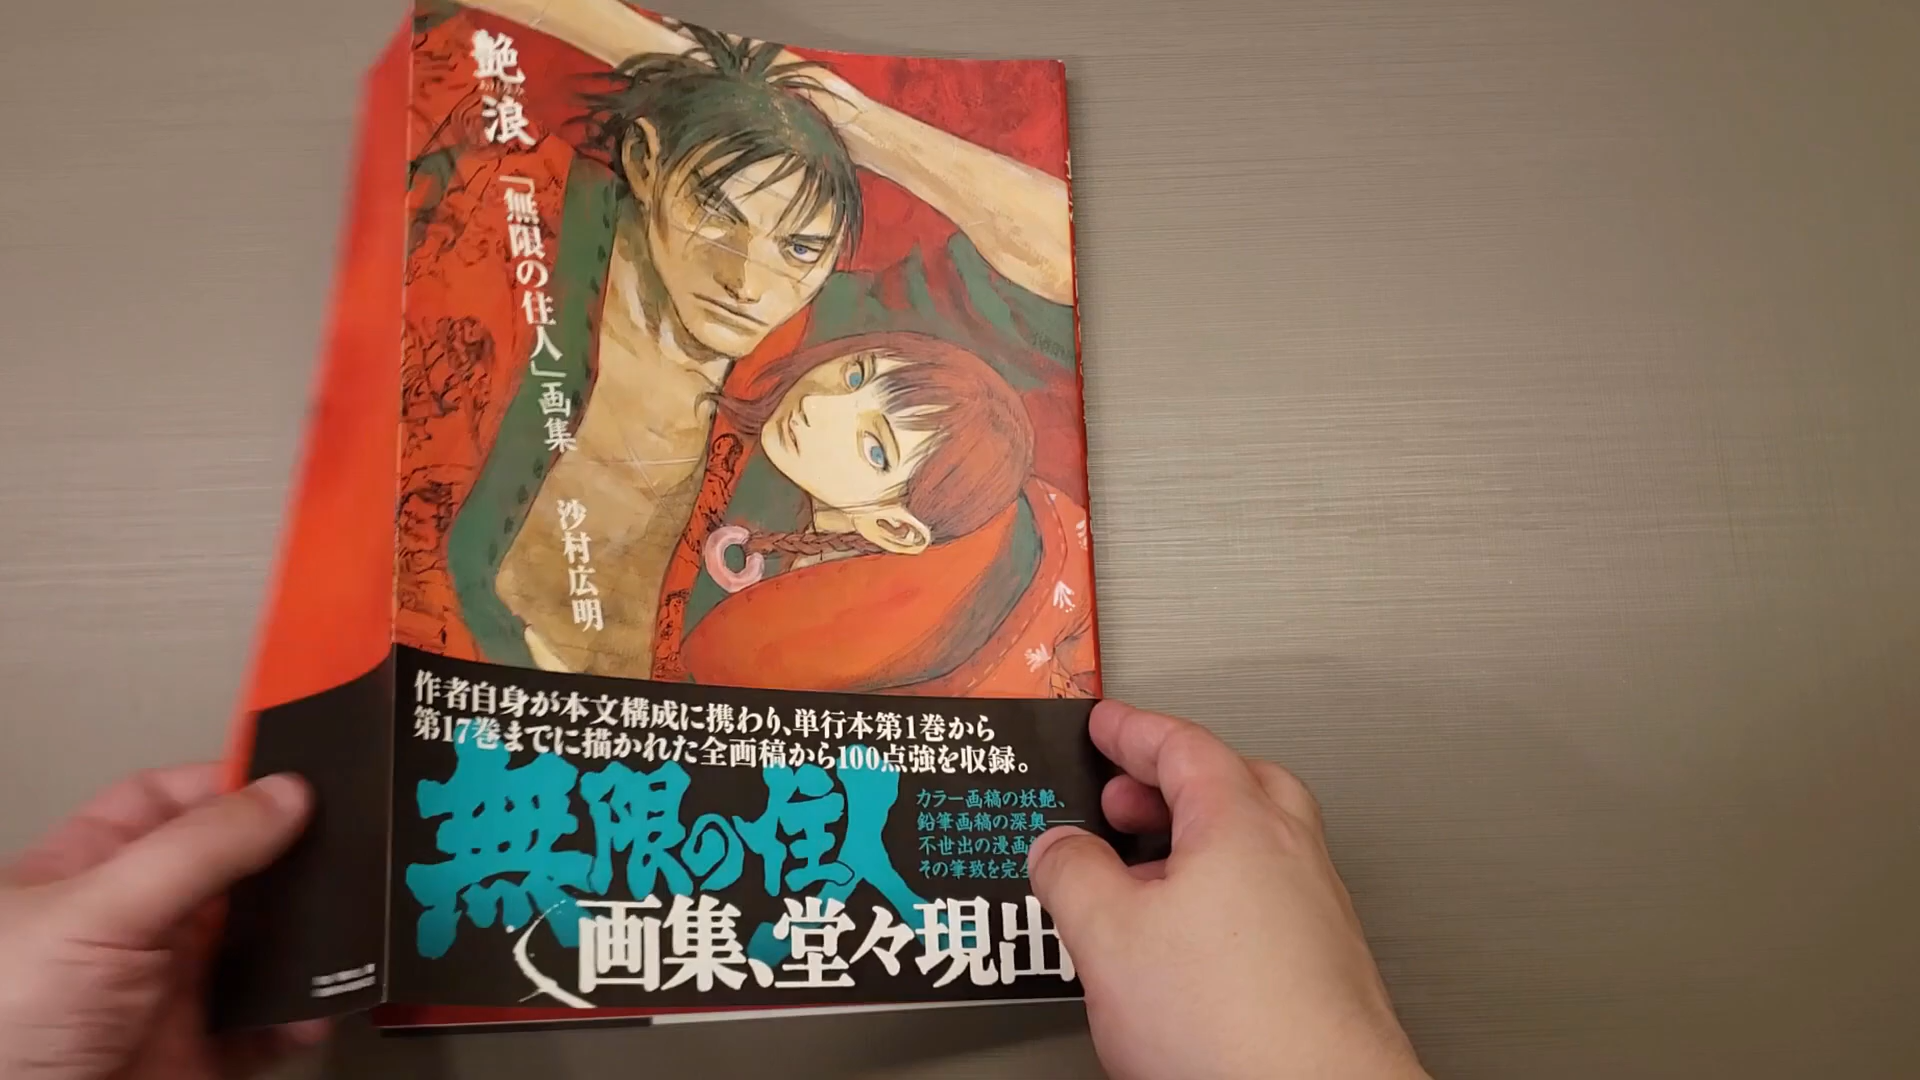 艶浪
「無限の住人」画集
沙村広明
作者自身が本文構成に携わり、単行本第1巻から
第17巻までに描かれた全画稿から100点強を収録。
無限の住人
カラー画稿の妖艶、
鉛筆画稿の深奥──
不世出の漫画
その筆致を完
画集、堂々現出